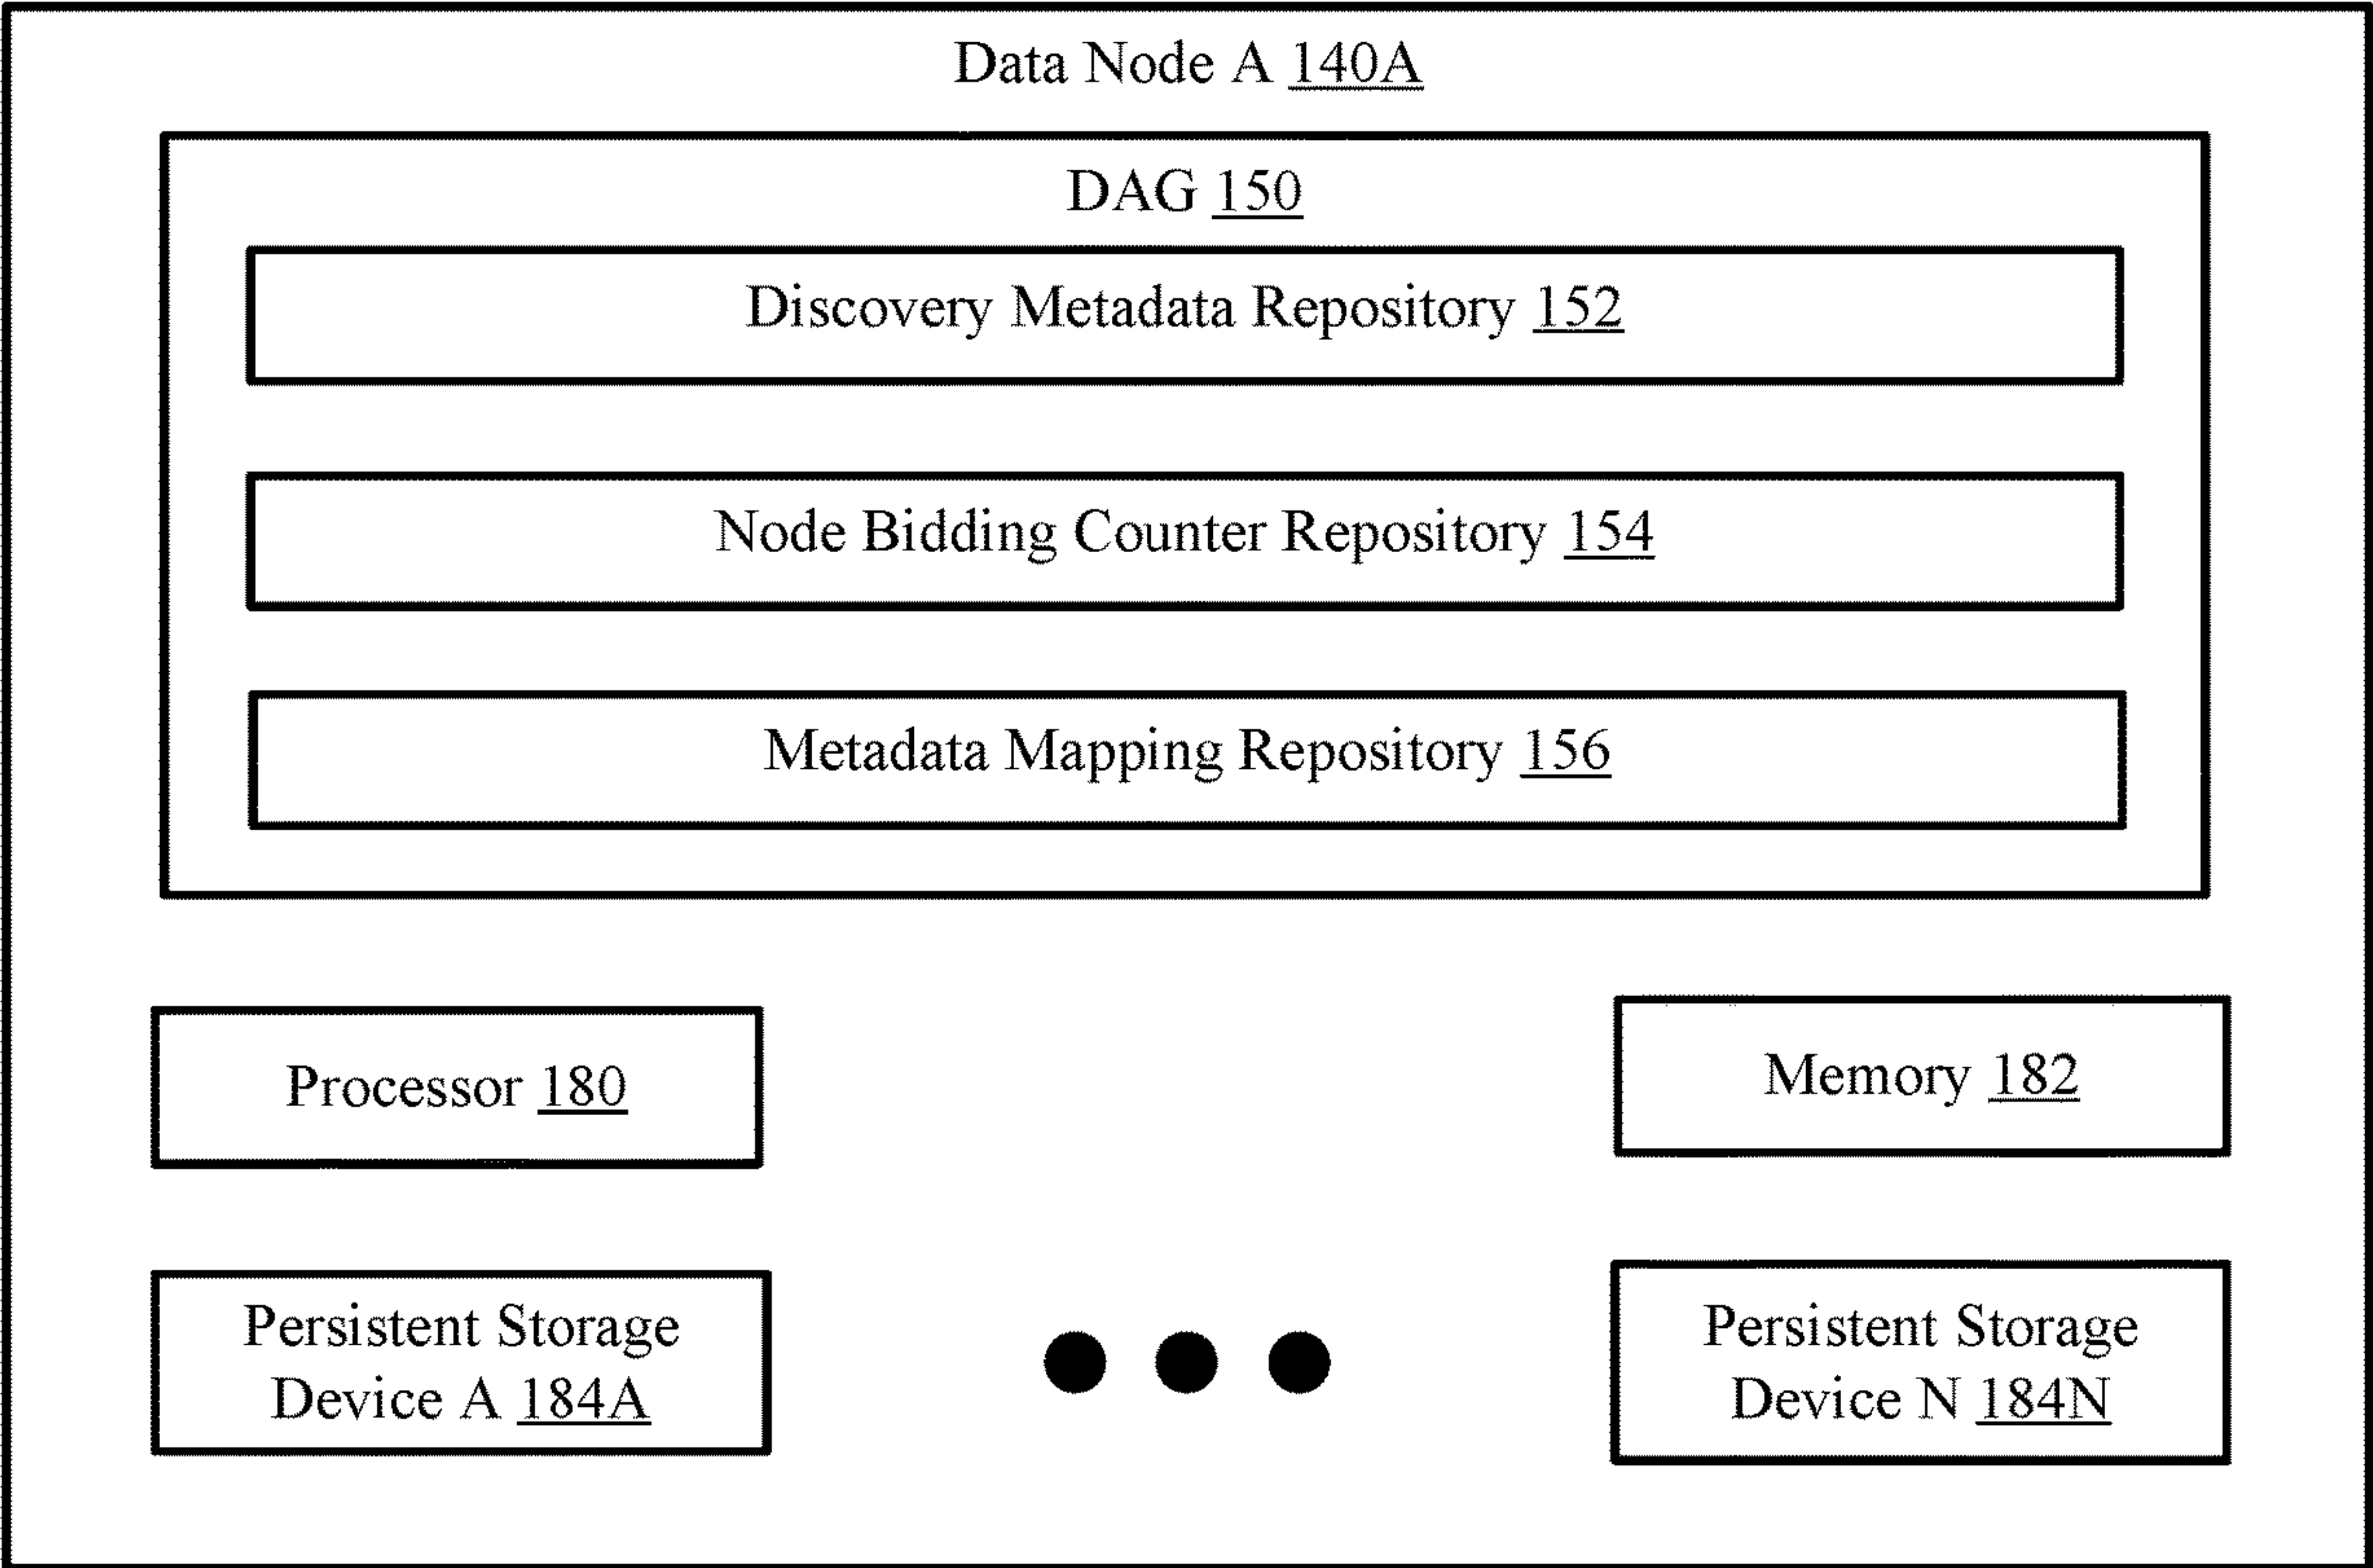 Data Node A 140A
DAG 150
Discovery Metadata Repository 152
Node Bidding Counter Repository 154
Metadata Mapping Repository 156
Processor 180
Memory 182
Persistent Storage
Device A 184A
Persistent Storage
Device N 184N